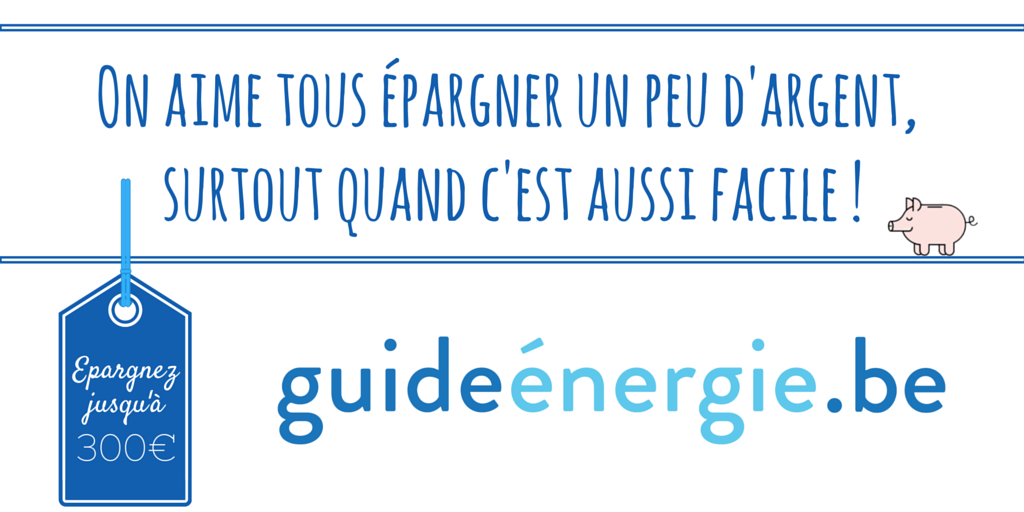 On aime tous épargner un peu d'argent,
surtout quand c'est aussi facile !
Epargnez
jusqu'à
300€
guideénergie.be